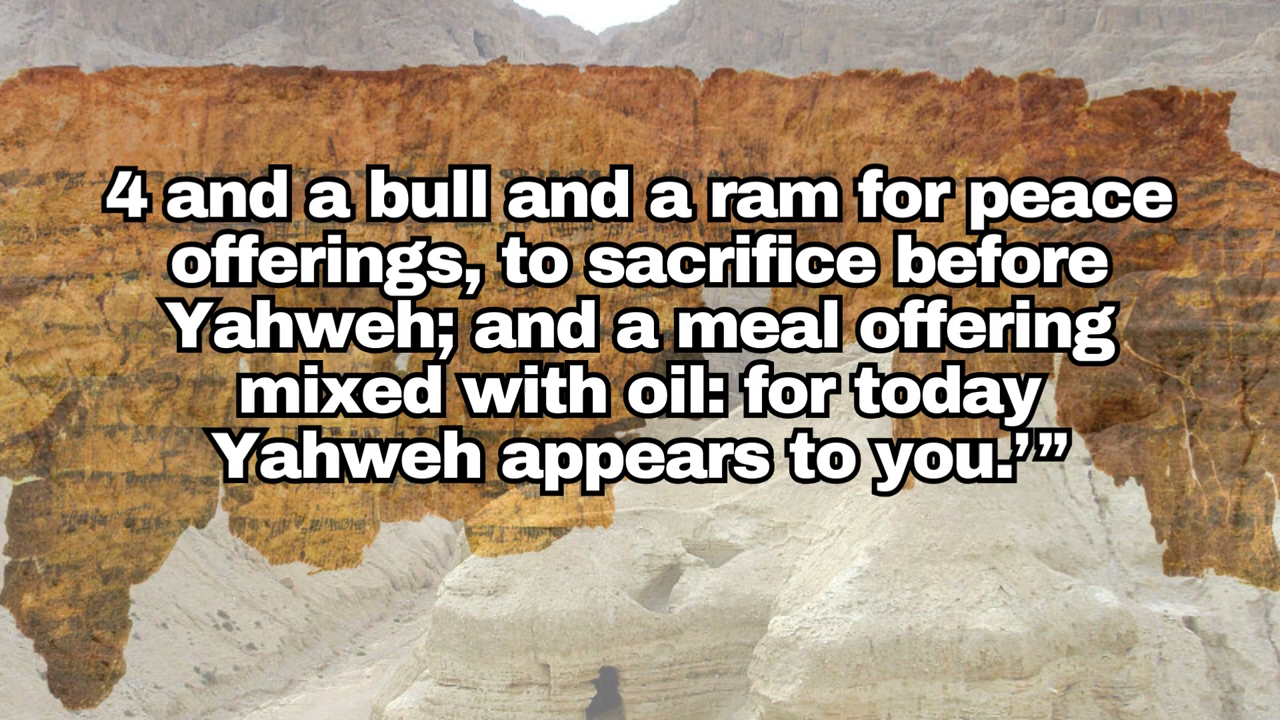 4 and a bull and a ram for peace
offerings, to sacrifice before
Yahweh; and a meal offering
mixed with oil: for today
Yahweh appears to you.’”